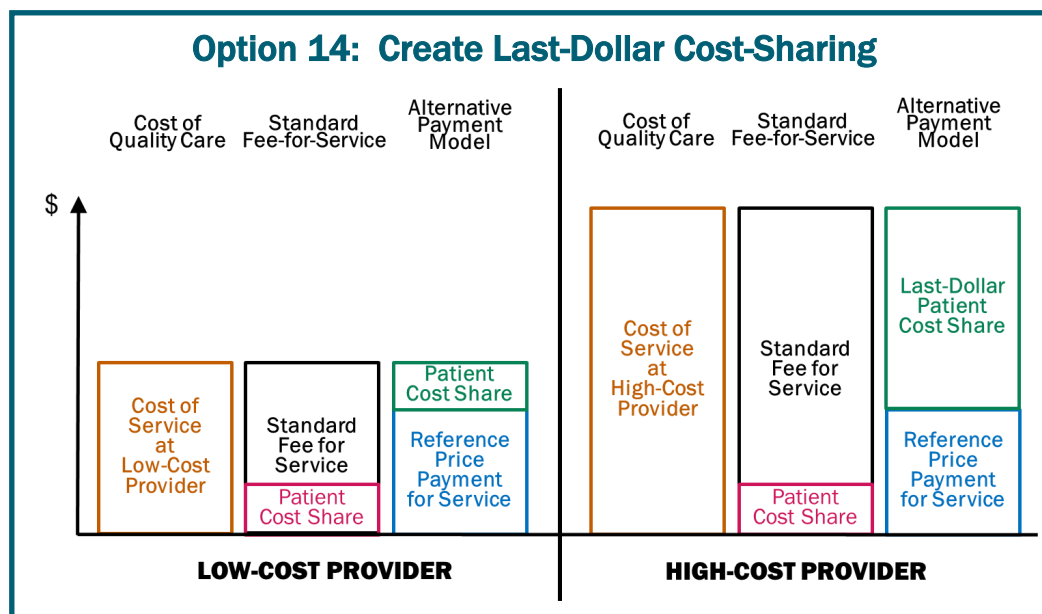 Option 14: Create Last-Dollar Cost-Sharing
Cost of
Quality Care
Standard
Fee-for-Service
Alternative
Payment
Model
Cost of
Quality Care
Standard
Fee-for-Service
Alternative
Payment
Model
$
Cost of
Service
at
Low-Cost
Provider
Standard
Fee for
Service
Patient
Cost Share
Patient
Cost Share
Reference
Price
Payment
for Service
Cost of
Service
at
High-Cost
Provider
Standard
Fee for
Service
Patient
Cost Share
Last-Dollar
Patient
Cost Share
Reference
Price
Payment
for Service
LOW-COST PROVIDER
HIGH-COST PROVIDER